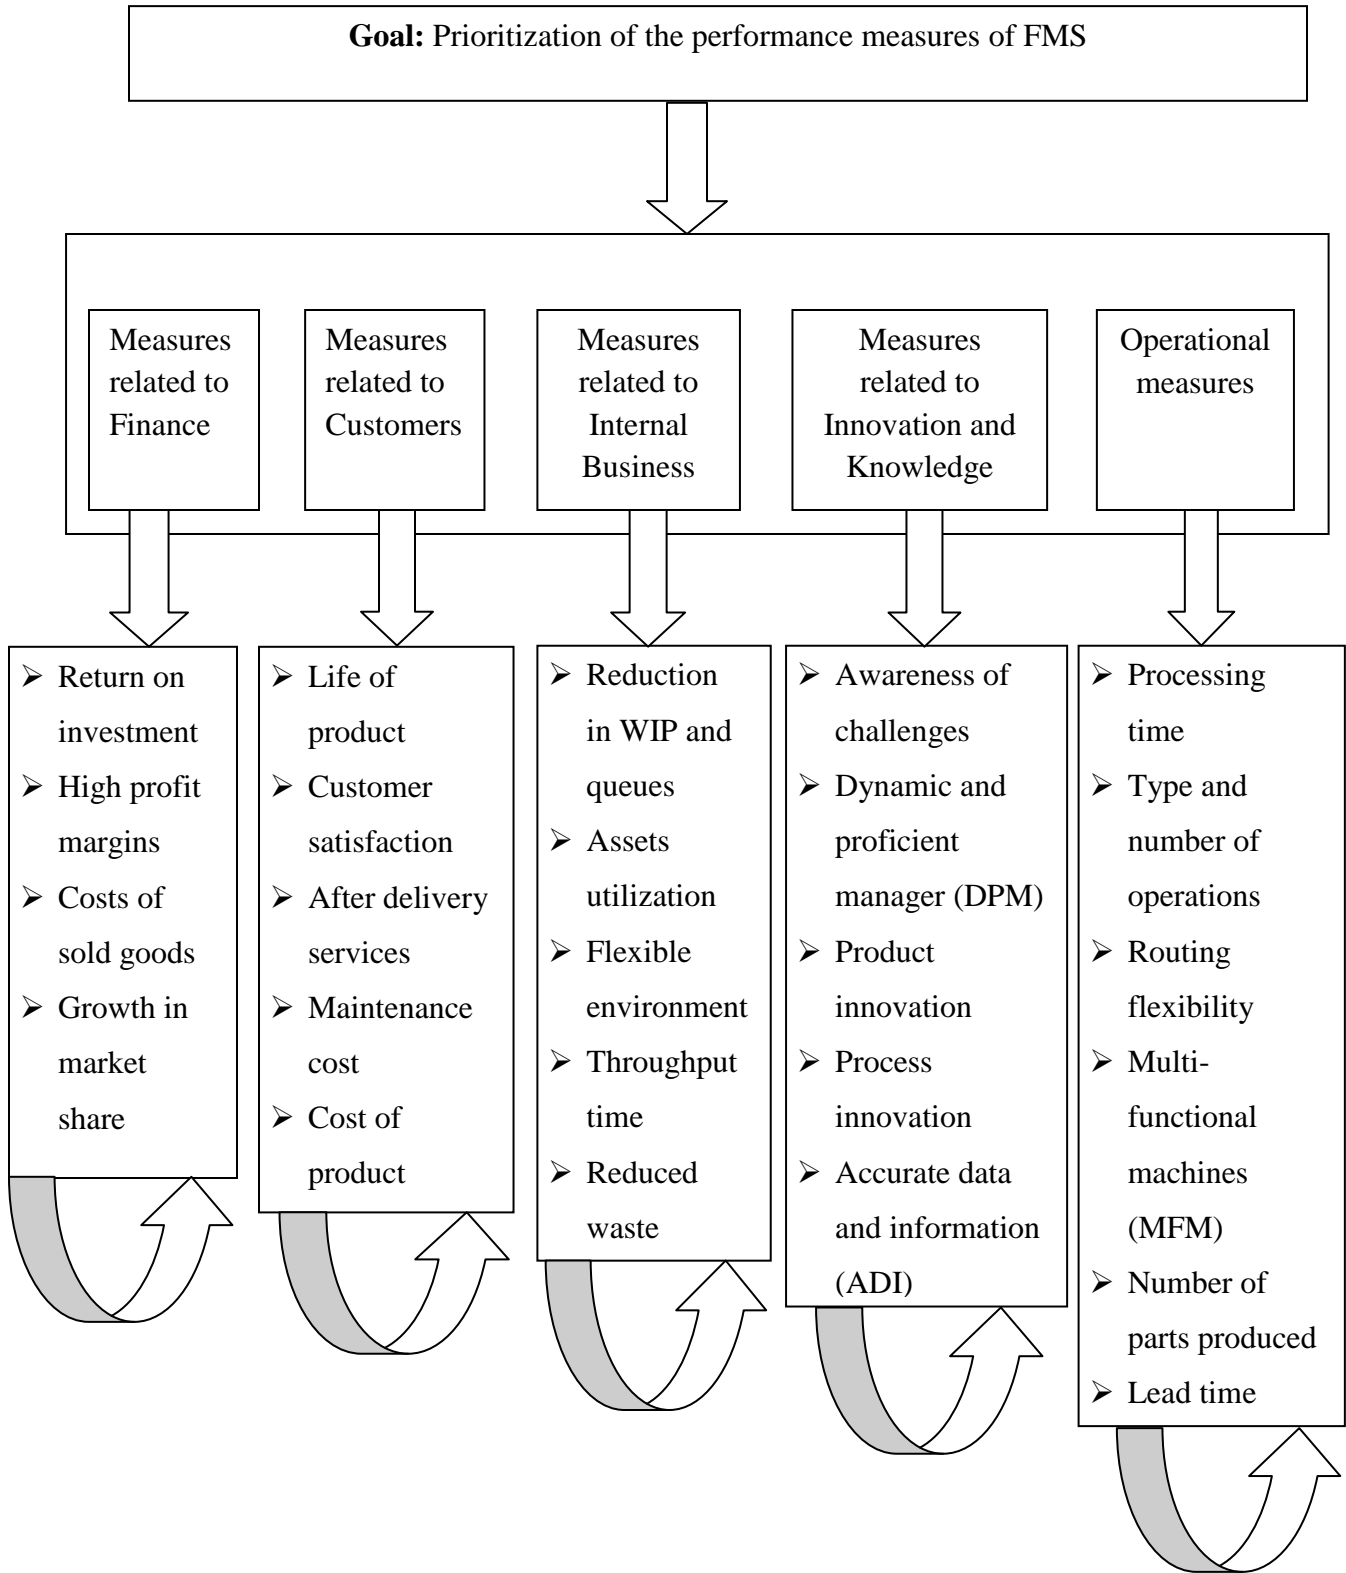 Goal: Prioritization of the performance measures of FMS
Measures
related to
Finance
Measures
related to
Customers
Measures
related to
Internal
Business
Measures
related to
Innovation and
Knowledge
Operational
measures
➢ Return on
investment
➢ High profit
margins
➢ Costs of
sold goods
➢ Growth in
market
share
➢ Life of
product
➢ Customer
satisfaction
➢ After delivery
services
➢ Maintenance
cost
➢ Cost of
product
➢ Reduction
in WIP and
queues
➢ Assets
utilization
➢ Flexible
environment
➢ Throughput
time
➢ Reduced
waste
➢ Awareness of
challenges
➢ Dynamic and
proficient
manager (DPM)
➢ Product
innovation
➢ Process
innovation
➢ Accurate data
and information
(ADI)
➢ Processing
time
➢ Type and
number of
operations
➢ Routing
flexibility
➢ Multi-
functional
machines
(MFM)
➢ Number of
parts produced
➢ Lead time